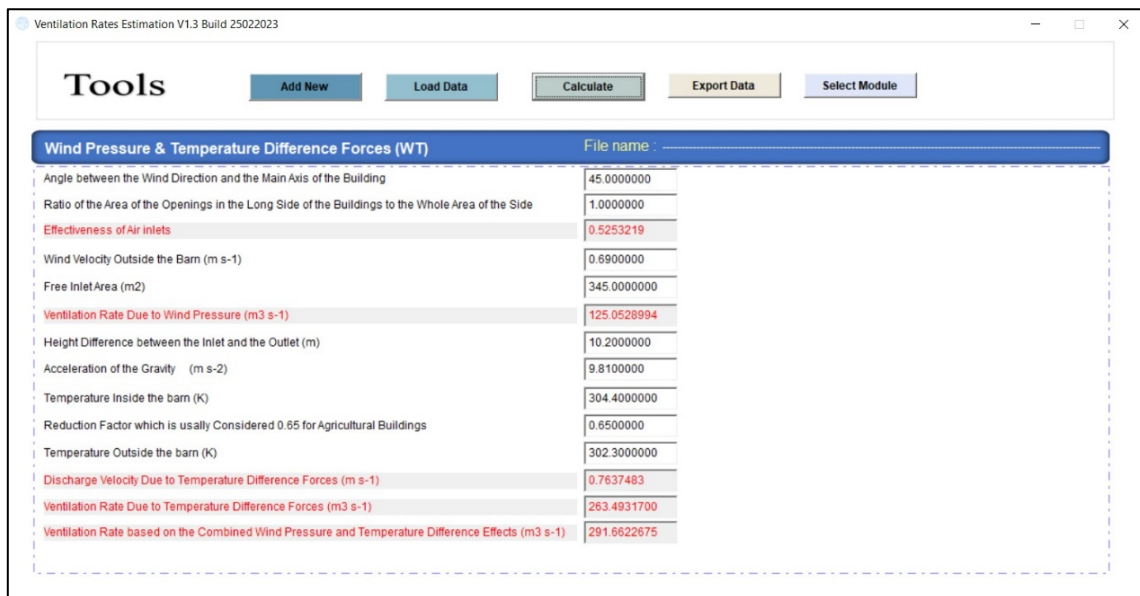 Ventilation Rates Estimation V1.3 Build 25022023
Tools Add New Load Data Calculate Export Data Select Module
Wind Pressure & Temperature Difference Forces (WT) File name :
Angle between the Wind Direction and the Main Axis of the Building 45.0000000
Ratio of the Area of the Openings in the Long Side of the Buildings to the Whole Area of the Side 1.0000000
Effectiveness of Air inlets 0.5253219
Wind Velocity Outside the Barn (m s-1) 0.6900000
Free Inlet Area (m2) 345.0000000
Ventilation Rate Due to Wind Pressure (m3 s-1) 125.0528994
Height Difference between the Inlet and the Outlet (m) 10.2000000
Acceleration of the Gravity (m s-2) 9.8100000
Temperature Inside the barn (K) 304.4000000
Reduction Factor which is usally Considered 0.65 for Agricultural Buildings 0.6500000
Temperature Outside the barn (K) 302.3000000
Discharge Velocity Due to Temperature Difference Forces (m s-1) 0.7637483
Ventilation Rate Due to Temperature Difference Forces (m3 s-1) 263.4931700
Ventilation Rate based on the Combined Wind Pressure and Temperature Difference Effects (m3 s-1) 291.6622675